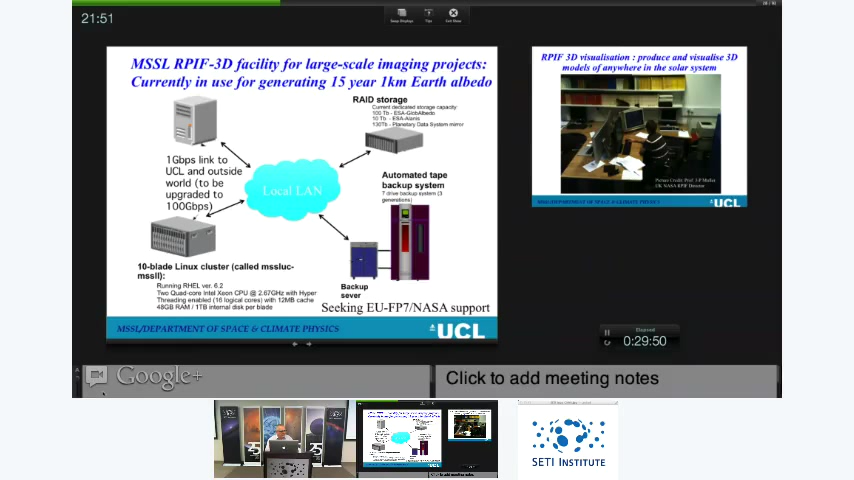 21:51
Swap Displays Tips Exit Show
MSSL RPIF-3D facility for large-scale imaging projects:
Currently in use for generating 15 year 1km Earth albedo
RAID storage
Current dedicated storage capacity:
100 Tb - ESA-GlobAlbedo
10 Tb - ESA-Alanis
130Tb - Planetary Data System mirror
1Gbps link to
UCL and outside
world (to be
upgraded to
100Gbps)
Local LAN
Automated tape
backup system
7 drive backup system (3
generations)
10-blade Linux cluster (called mssluc-
mssll):
Running RHEL ver. 6.2
Two Quad-core Intel Xeon CPU @ 2.67GHz with Hyper
Threading enabled (16 logical cores) with 12MB cache
48GB RAM / 1TB internal disk per blade
Backup
sever
Seeking EU-FP7/NASA support
MSSL/DEPARTMENT OF SPACE & CLIMATE PHYSICS
UCL
RPIF 3D visualisation : produce and visualise 3D
models of anywhere in the solar system
Picture Credit: Prof. J-P Muller
UK NASA RPIF Director
MSSL/DEPARTMENT OF SPACE & CLIMATE PHYSICS
UCL
Elapsed
0:29:50
Google+
Click to add meeting notes
SETI INSTITUTE